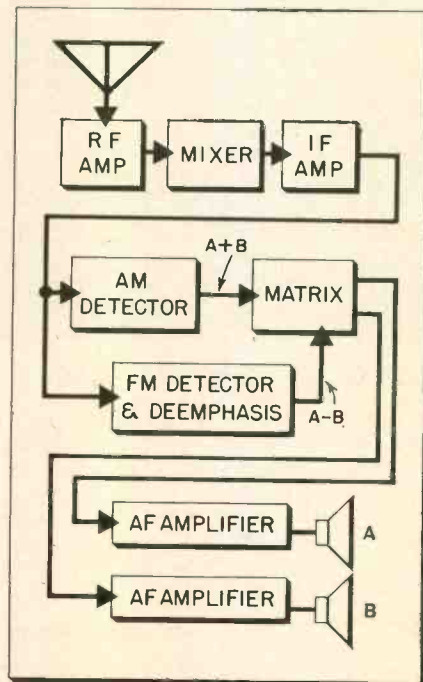 RF
AMP
MIXER
IF
AMP
A+B
AM
DETECTOR
MATRIX
FM DETECTOR
& DEEMPHASIS
A-B
AF AMPLIFIER
A
AF AMPLIFIER
B